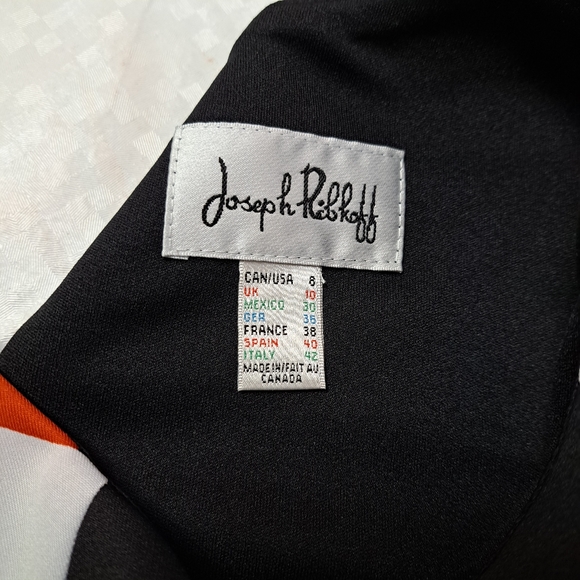 Joseph Ribkoff
CAN/USA 8
UK 10
MEXICO 30
GER 36
FRANCE 38
SPAIN 40
ITALY 42
MADE IN/FAIT AU
CANADA